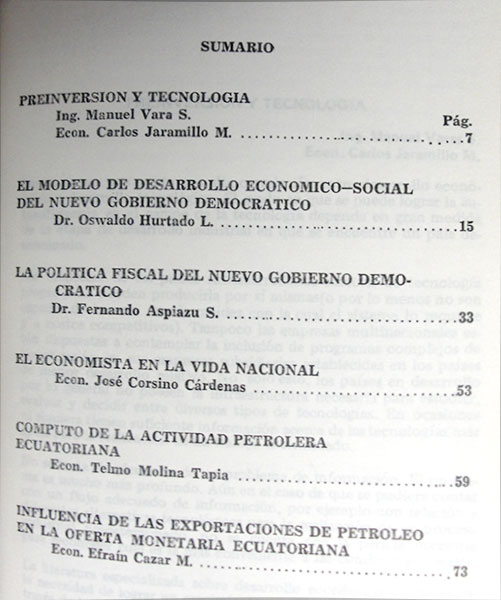 SUMARIO
PREINVERSION Y TECNOLOGIA
Ing. Manuel Vara S. Pág.
Econ. Carlos Jaramillo M. ........................ 7
EL MODELO DE DESARROLLO ECONOMICO—SOCIAL
DEL NUEVO GOBIERNO DEMOCRATICO
Dr. Oswaldo Hurtado L. ........................ 15
LA POLITICA FISCAL DEL NUEVO GOBIERNO DEMO-
CRATICO
Dr. Fernando Aspiazu S. ........................ 33
EL ECONOMISTA EN LA VIDA NACIONAL
Econ. José Corsino Cárdenas ........................ 53
COMPUTO DE LA ACTIVIDAD PETROLERA
ECUATORIANA
Econ. Telmo Molina Tapia ........................ 59
INFLUENCIA DE LAS EXPORTACIONES DE PETROLEO
EN LA OFERTA MONETARIA ECUATORIANA
Econ. Efraín Cazar M. ........................ 73